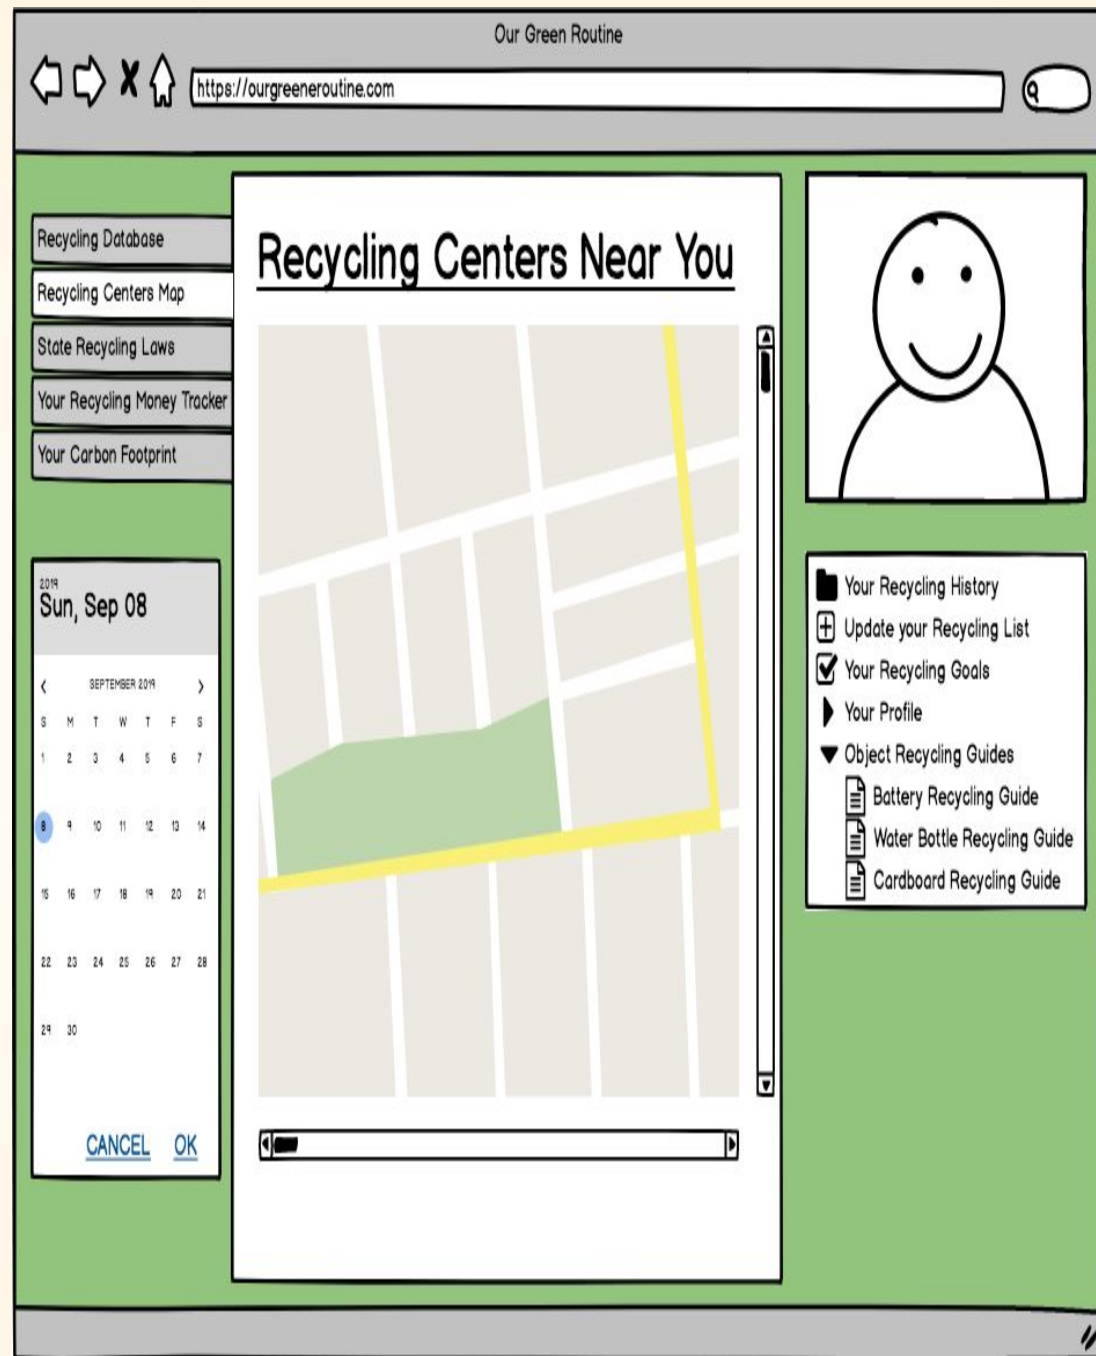 Our Green Routine
https://ourgreeneroutine.com
Recycling Database
Recycling Centers Map
State Recycling Laws
Your Recycling Money Tracker
Your Carbon Footprint
2019
Sun, Sep 08
SEPTEMBER 2019
S M T W T F S
1 2 3 4 5 6 7
8 9 10 11 12 13 14
15 16 17 18 19 20 21
22 23 24 25 26 27 28
29 30
CANCEL OK
Recycling Centers Near You
Your Recycling History
Update your Recycling List
Your Recycling Goals
Your Profile
Object Recycling Guides
Battery Recycling Guide
Water Bottle Recycling Guide
Cardboard Recycling Guide